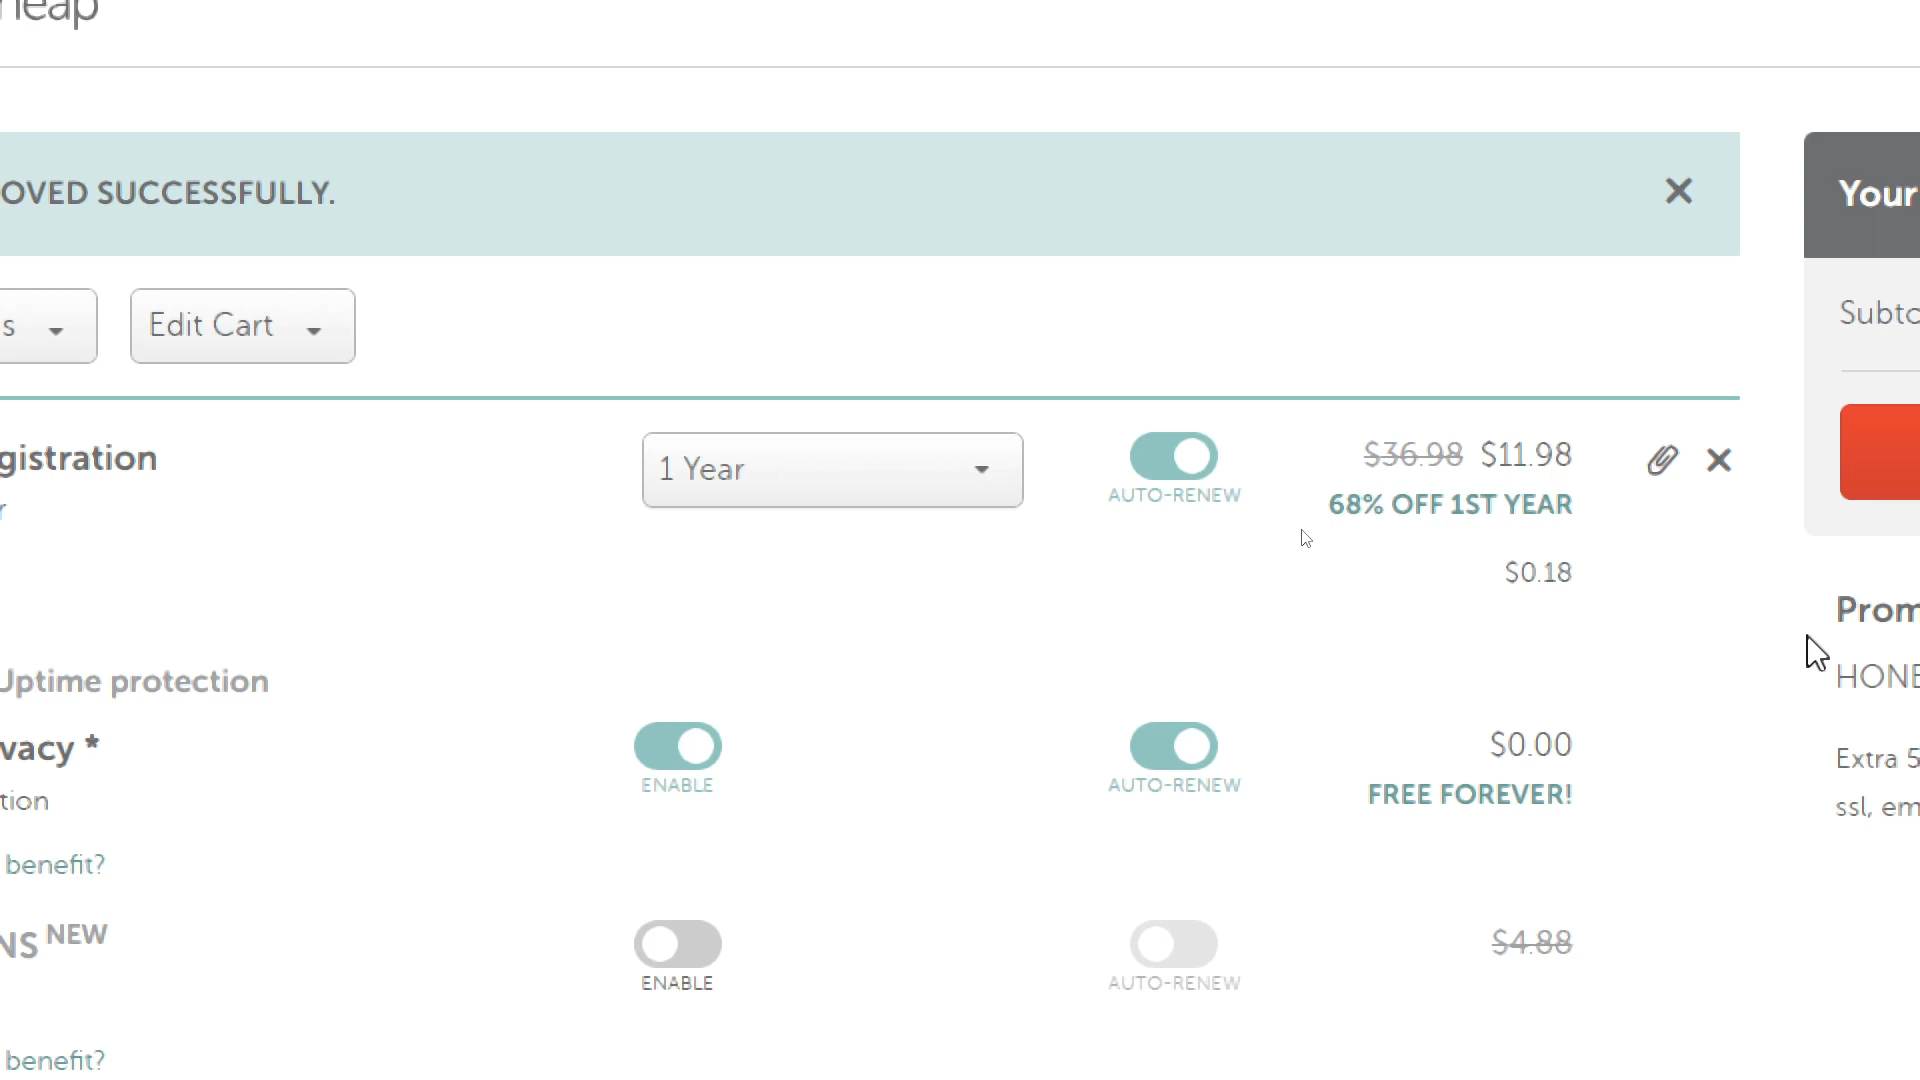 heap
OVED SUCCESSFULLY.
Your
s
Edit Cart
Subto
gistration
1 Year
AUTO-RENEW
$36.98 $11.98
68% OFF 1ST YEAR
r
$0.18
Prom
HONE
Uptime protection
vacy *
ENABLE
AUTO-RENEW
$0.00
FREE FOREVER!
tion
Extra 5
ssl, em
benefit?
NS NEW
ENABLE
AUTO-RENEW
$4.88
benefit?